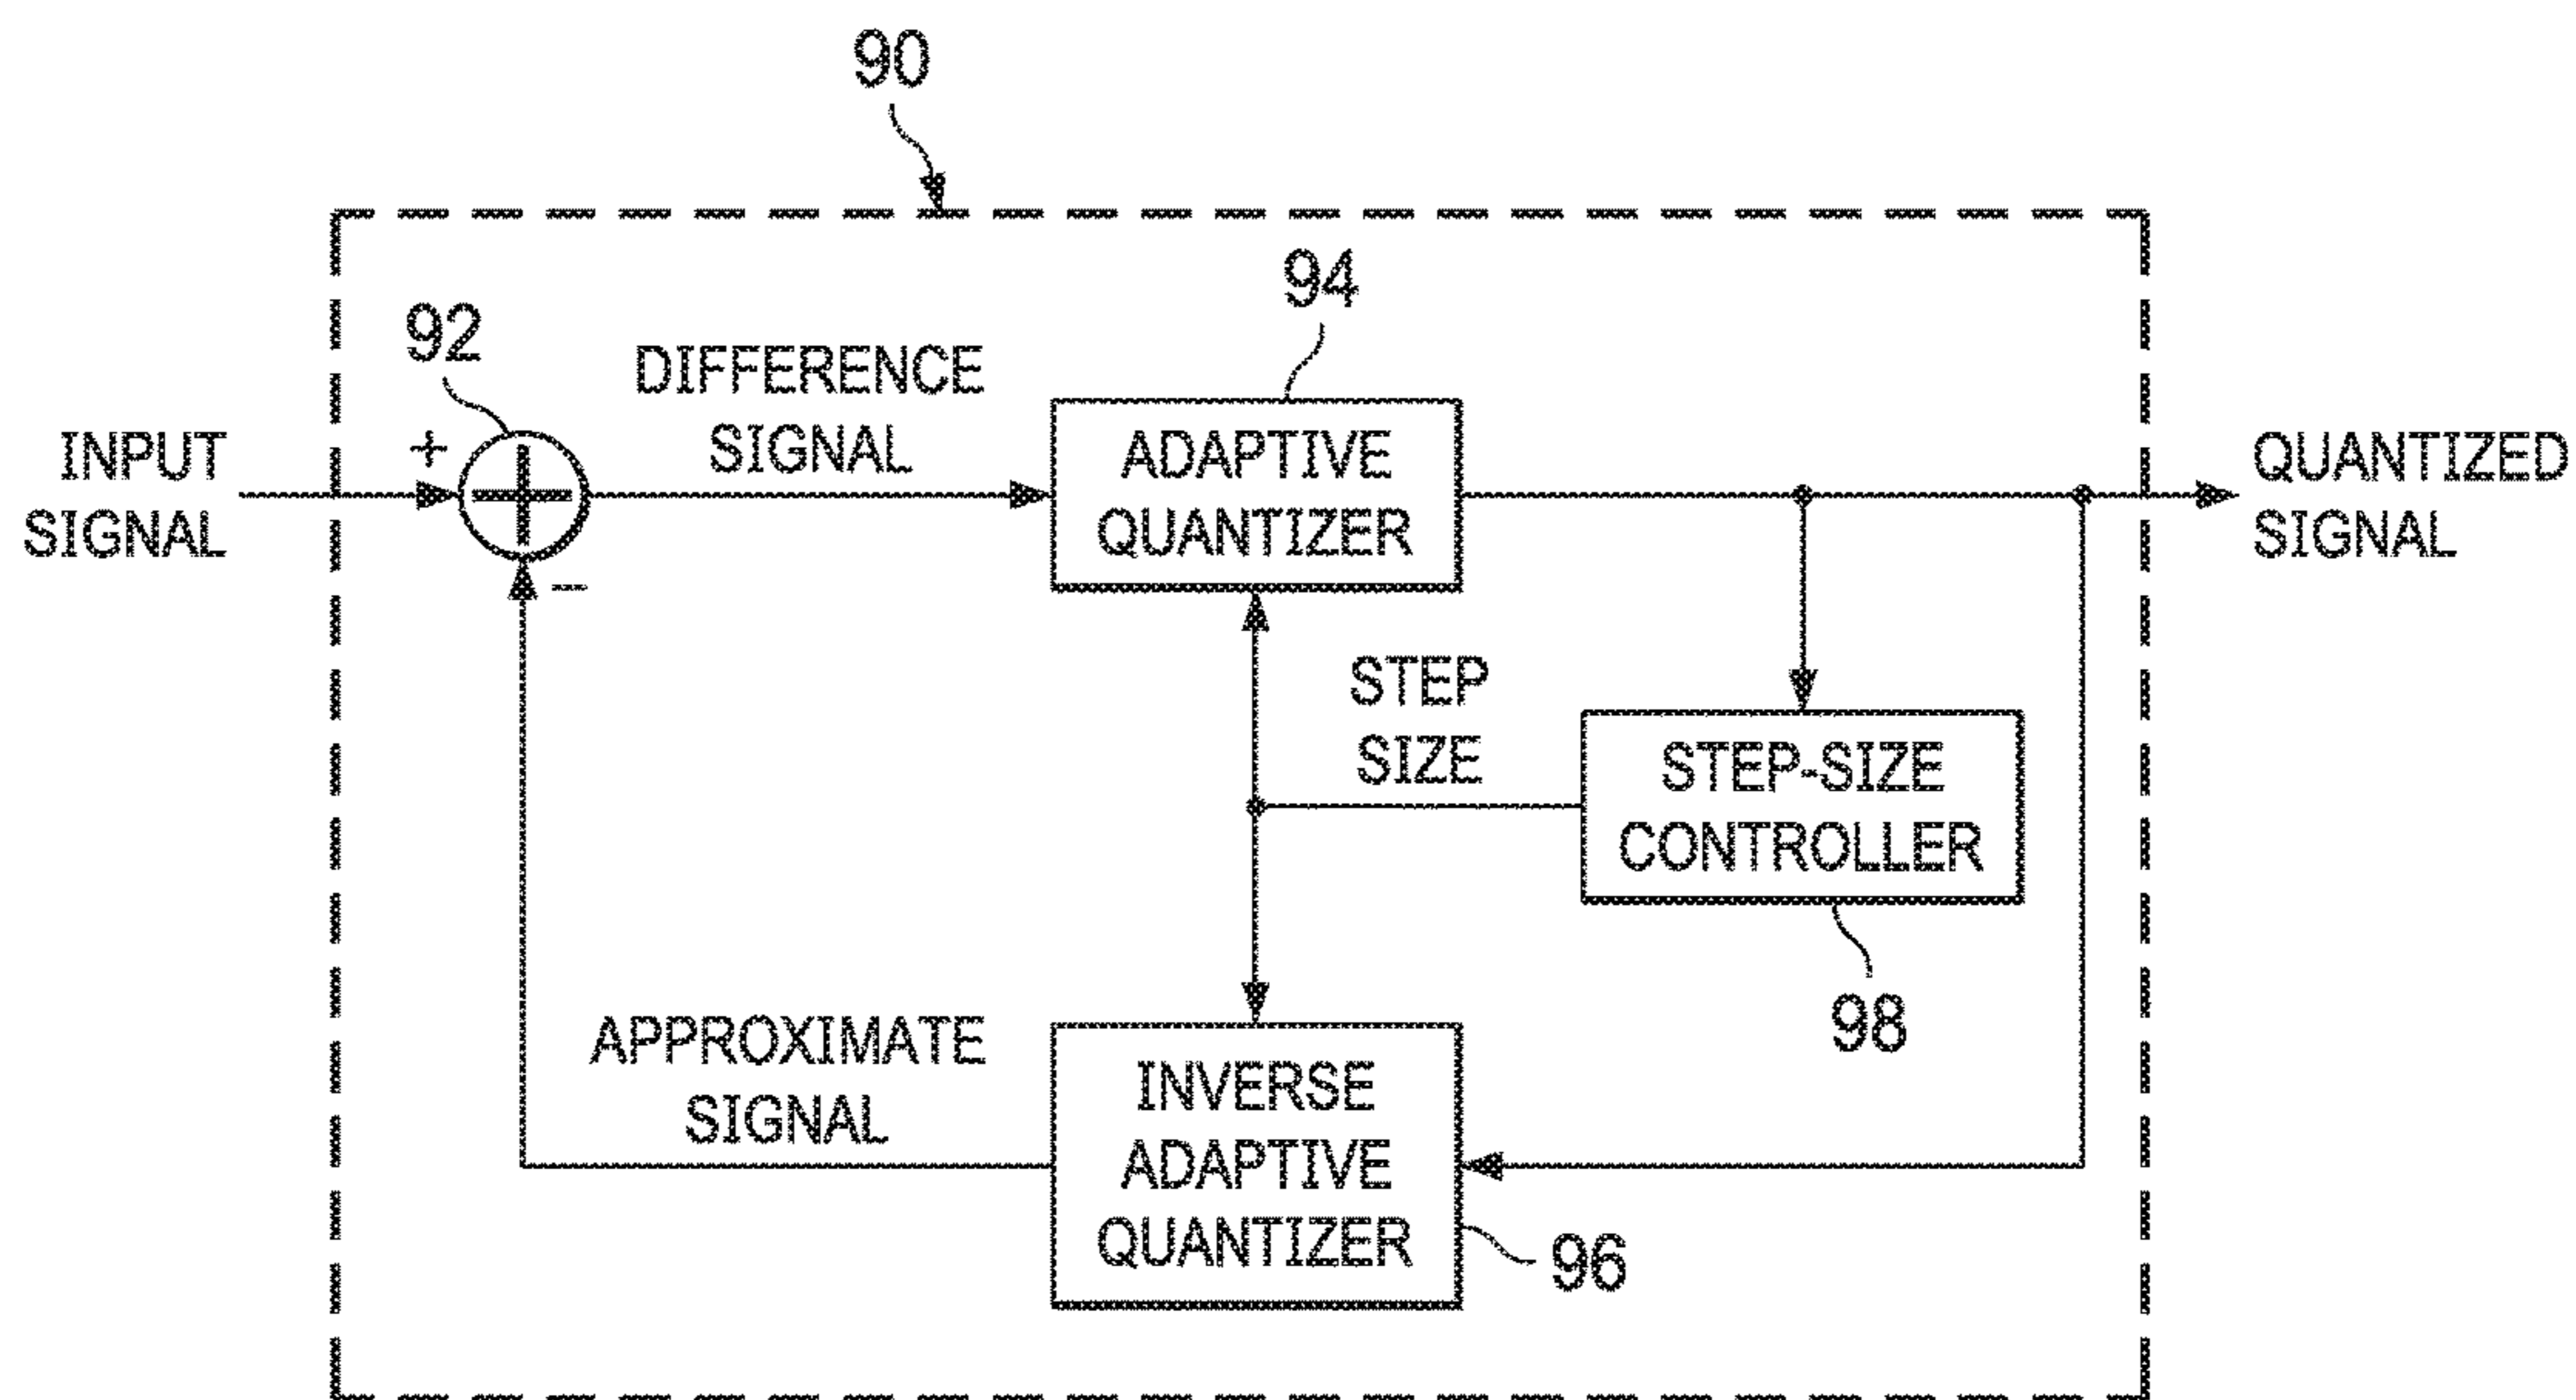 90
92
DIFFERENCE
SIGNAL
94
INPUT
SIGNAL
+
ADAPTIVE
QUANTIZER
QUANTIZED
SIGNAL
–
STEP
SIZE
STEP-SIZE
CONTROLLER
98
APPROXIMATE
SIGNAL
INVERSE
ADAPTIVE
QUANTIZER
96